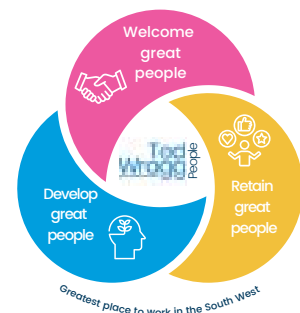 Welcome
great
people
Ted
Wragg
People
Develop
great
people
Retain
great
people
Greatest place to work in the South West